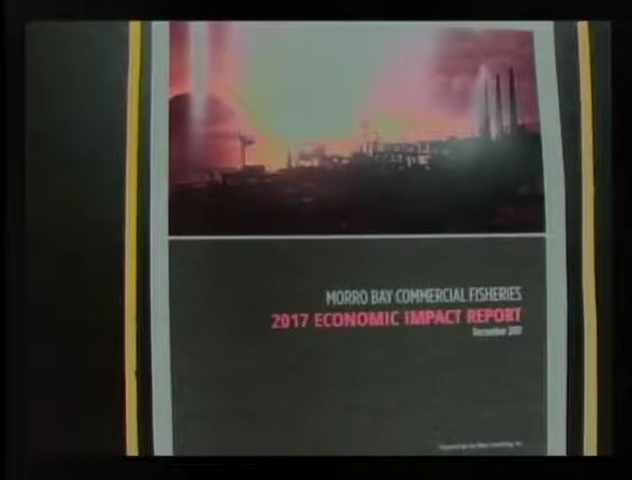 MORRO BAY COMMERCIAL FISHERIES
2017 ECONOMIC IMPACT REPORT
December 2017